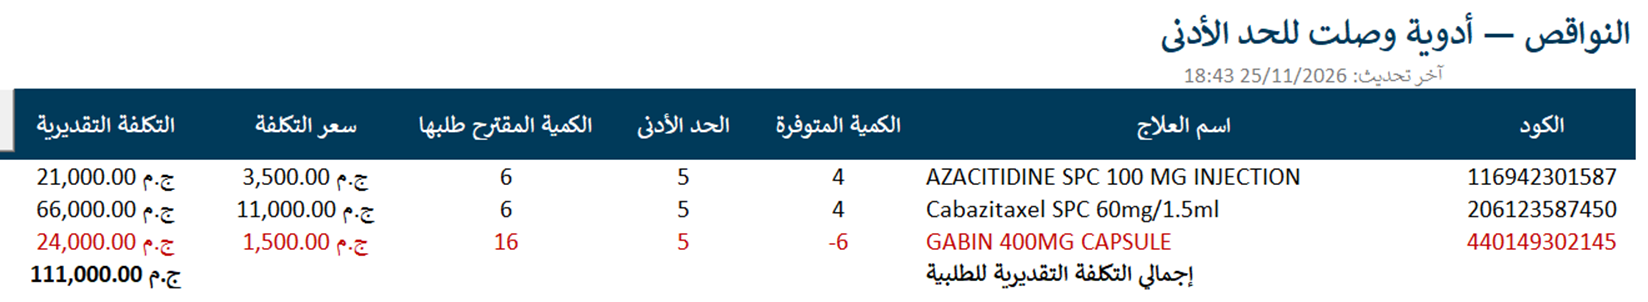 النواقص — أدوية وصلت للحد الأدنى
آخر تحديث: 25/11/2026 18:43
الكود اسم العلاج الكمية المتوفرة الحد الأدنى الكمية المقترح طلبها سعر التكلفة التكلفة التقديرية
116942301587 AZACITIDINE SPC 100 MG INJECTION 4 5 6 ج.م 3,500.00 ج.م 21,000.00
206123587450 Cabazitaxel SPC 60mg/1.5ml 4 5 6 ج.م 11,000.00 ج.م 66,000.00
440149302145 GABIN 400MG CAPSULE -6 5 16 ج.م 1,500.00 ج.م 24,000.00
إجمالي التكلفة التقديرية للطلبية ج.م 111,000.00